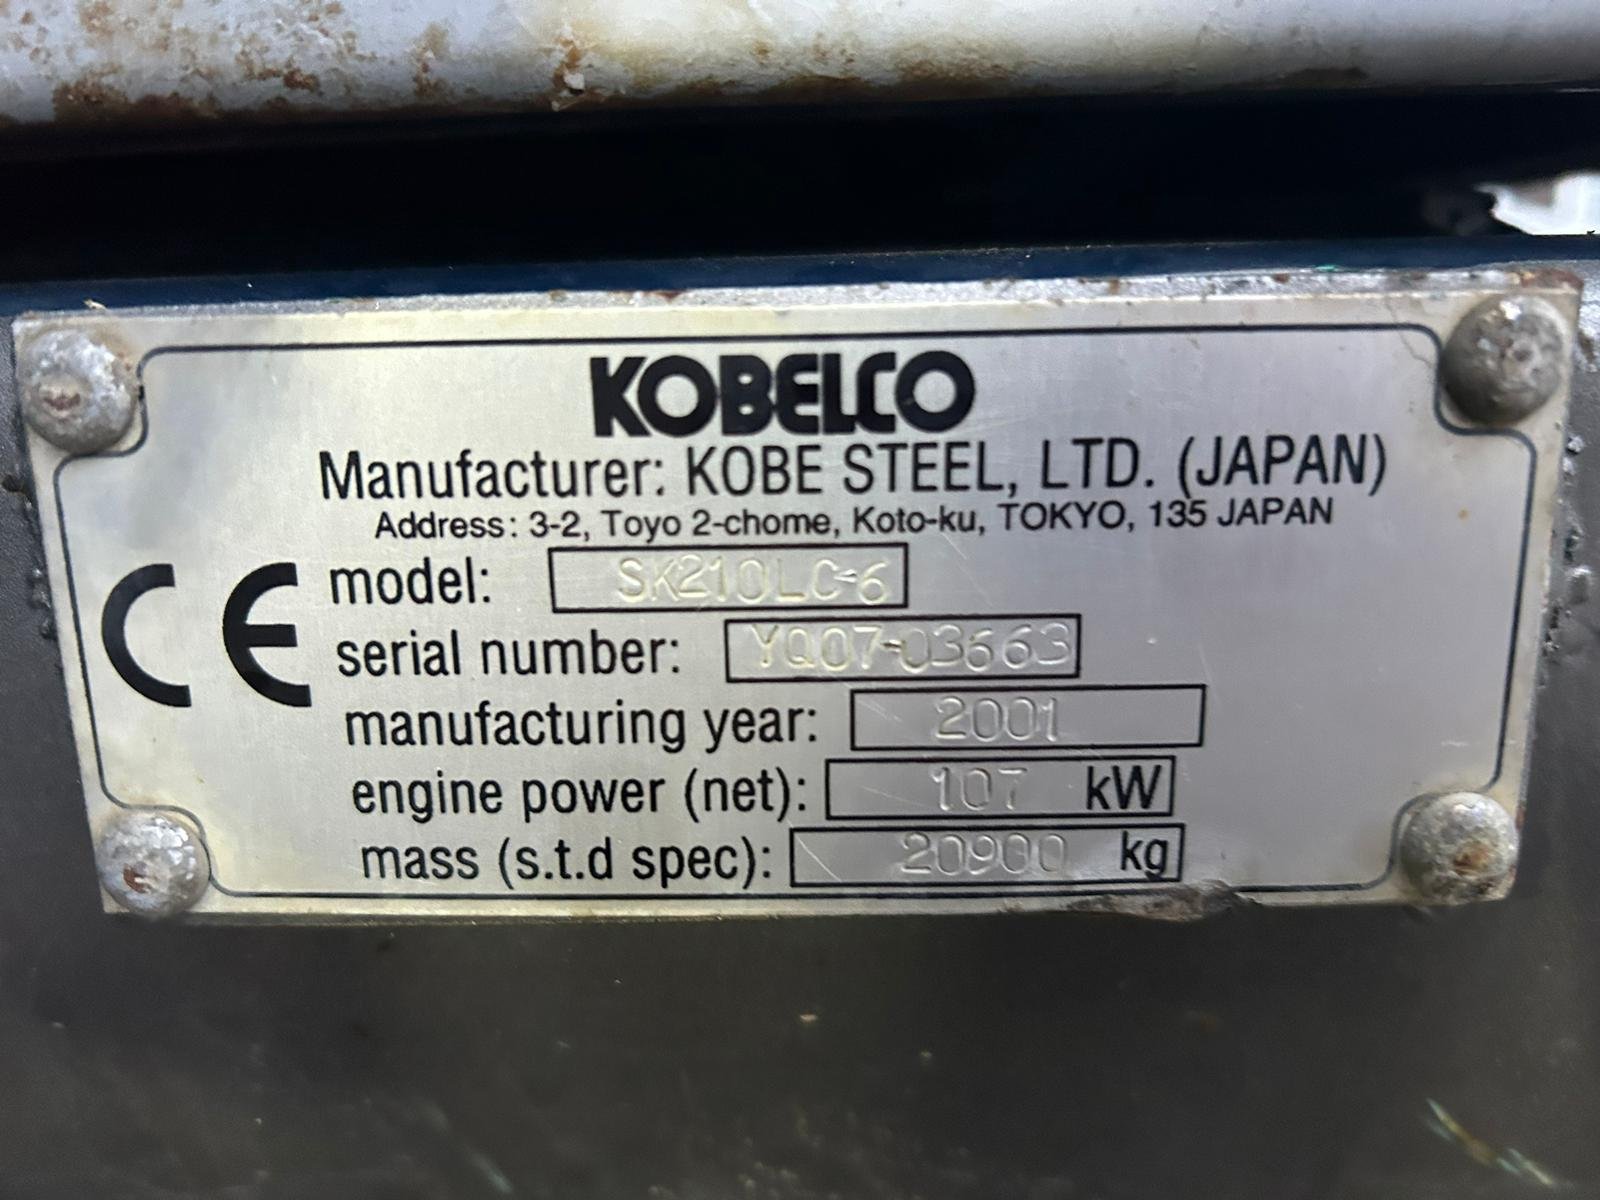 KOBELCO
Manufacturer: KOBE STEEL, LTD. (JAPAN)
Address: 3-2, Toyo 2-chome, Koto-ku, TOKYO, 135 JAPAN
CE
model: SK210LC-6
serial number: YQ07-03663
manufacturing year: 2001
engine power (net): 107 kW
mass (s.t.d spec): 20900 kg